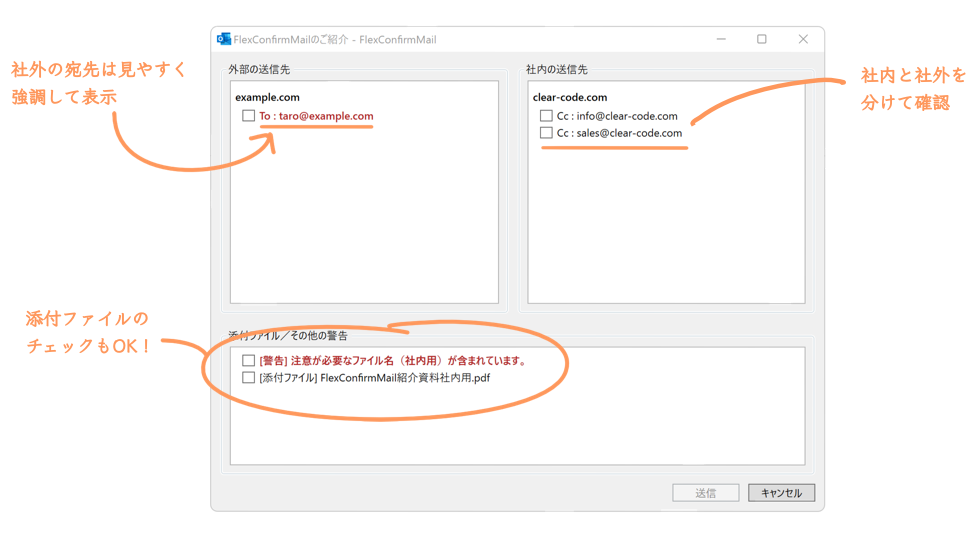 FlexConfirmMailのご紹介 - FlexConfirmMail
社外の宛先は見やすく
強調して表示
外部の送信先
example.com
To : taro@example.com
社内の送信先
clear-code.com
Cc : info@clear-code.com
Cc : sales@clear-code.com
社内と社外を
分けて確認
添付ファイルの
チェックもOK!
添付ファイル/その他の警告
[警告] 注意が必要なファイル名(社内用)が含まれています。
[添付ファイル] FlexConfirmMail紹介資料社内用.pdf
送信
キャンセル